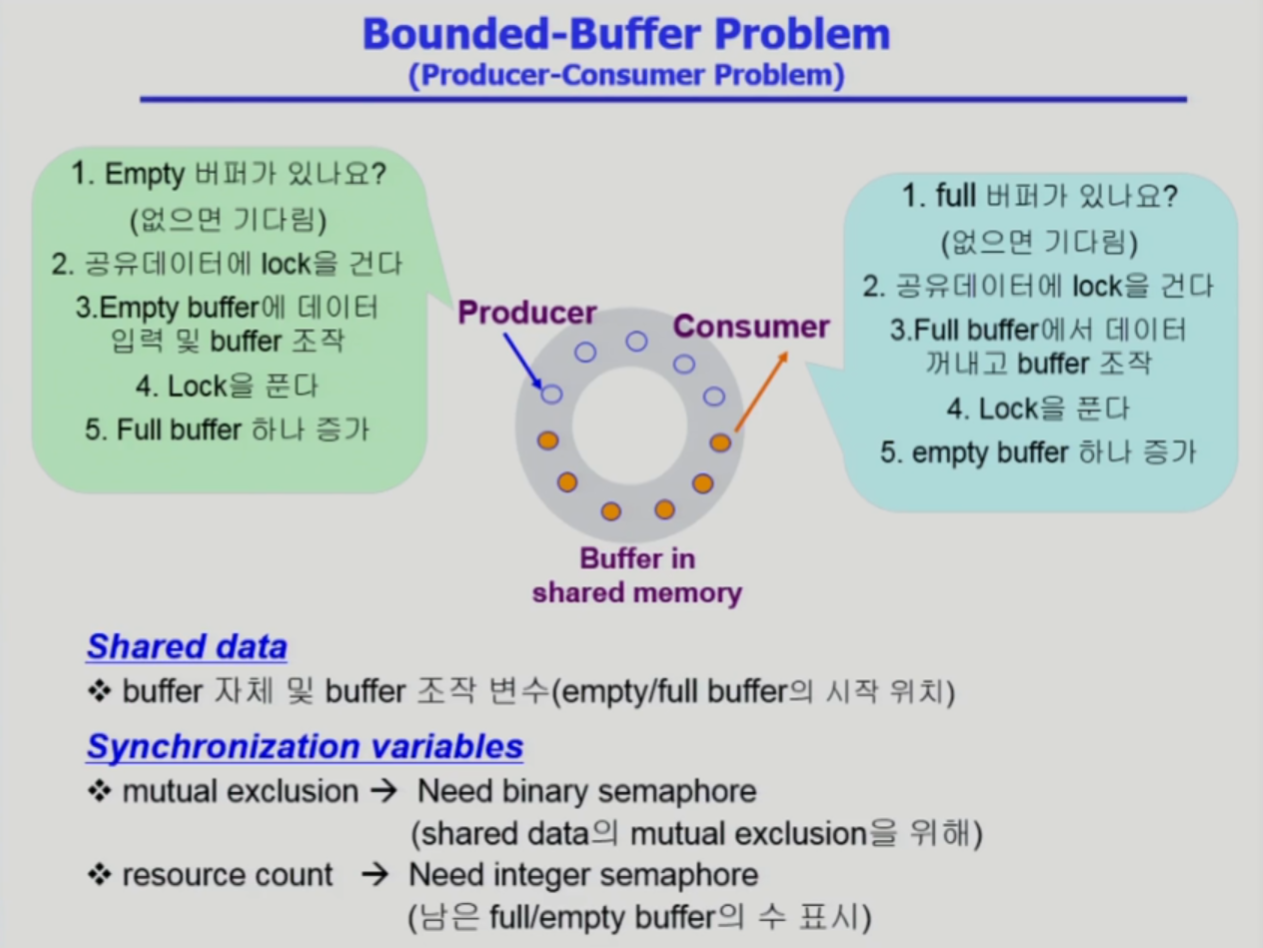 Bounded-Buffer Problem
(Producer-Consumer Problem)
1. Empty 버퍼가 있나요?
(없으면 기다림)
2. 공유데이터에 lock을 건다
3.Empty buffer에 데이터
입력 및 buffer 조작
4. Lock을 푼다
5. Full buffer 하나 증가
Producer
Consumer
Buffer in
shared memory
1. full 버퍼가 있나요?
(없으면 기다림)
2. 공유데이터에 lock을 건다
3.Full buffer에서 데이터
꺼내고 buffer 조작
4. Lock을 푼다
5. empty buffer 하나 증가
Shared data
❖ buffer 자체 및 buffer 조작 변수(empty/full buffer의 시작 위치)
Synchronization variables
❖ mutual exclusion → Need binary semaphore
(shared data의 mutual exclusion을 위해)
❖ resource count → Need integer semaphore
(남은 full/empty buffer의 수 표시)